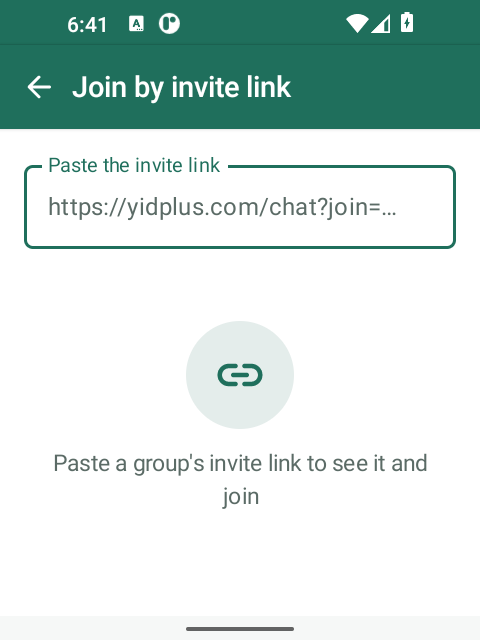 6:41
Join by invite link
Paste the invite link
https://yidplus.com/chat?join=…
Paste a group's invite link to see it and
join